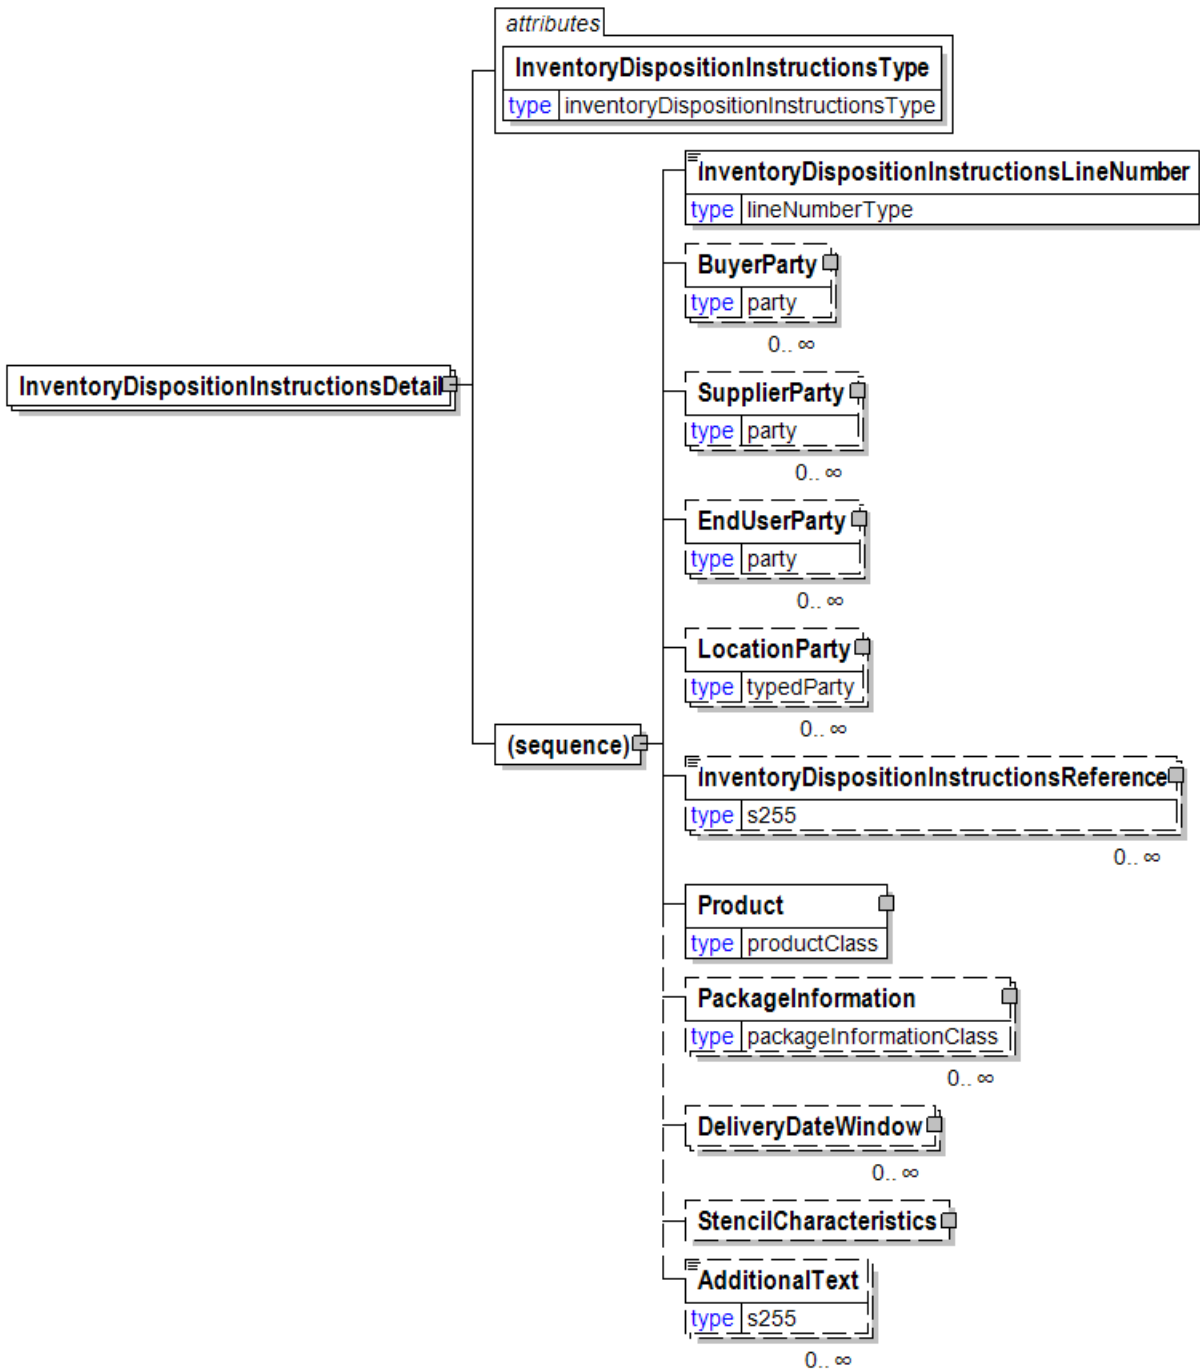 attributes
InventoryDispositionInstructionsType
type inventoryDispositionInstructionsType
InventoryDispositionInstructionsLineNumber
type lineNumberType
BuyerParty
type party
0.. ∞
InventoryDispositionInstructionsDetail
SupplierParty
type party
0.. ∞
EndUserParty
type party
0.. ∞
LocationParty
type typedParty
0.. ∞
(sequence)
InventoryDispositionInstructionsReference
type s255
0.. ∞
Product
type productClass
PackageInformation
type packageInformationClass
0.. ∞
DeliveryDateWindow
0.. ∞
StencilCharacteristics
AdditionalText
type s255
0.. ∞